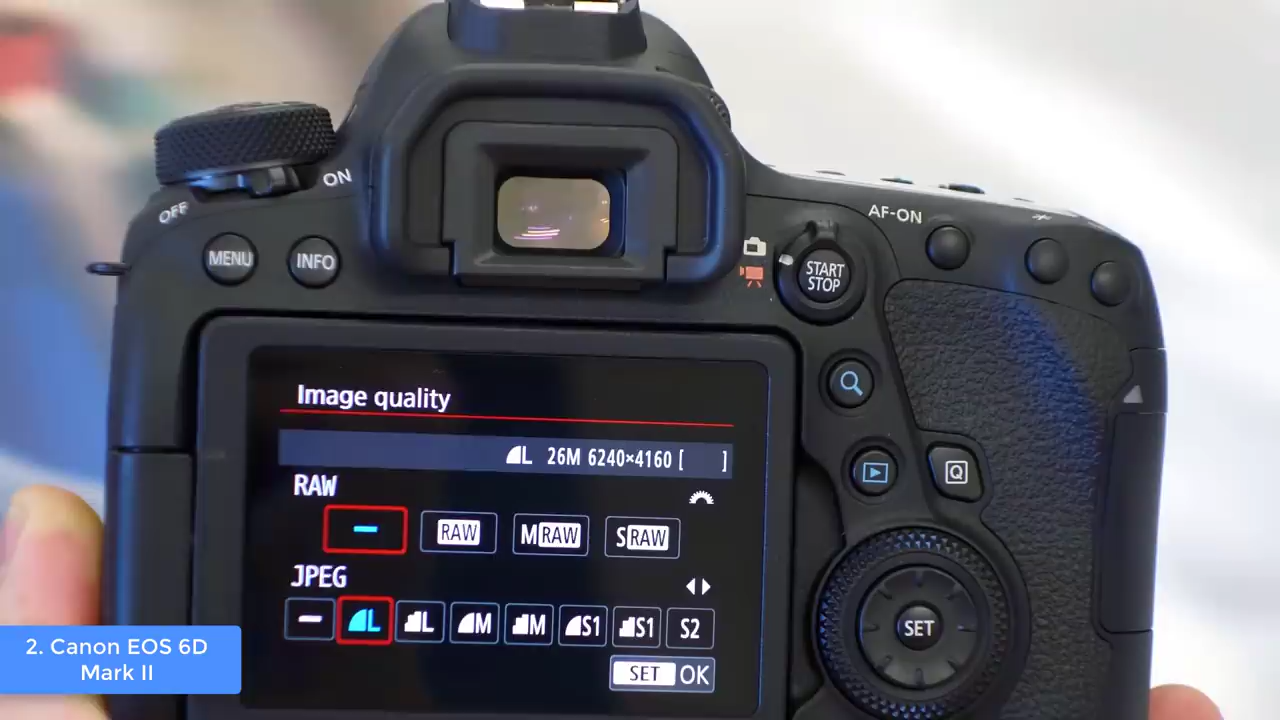 ON
OFF
AF-ON
MENU
INFO
START
STOP
Image quality
L 26M 6240×4160 [ ]
RAW
RAW MRAW SRAW
JPEG
L L M M S1 S1 S2
SET OK
Q
SET
2. Canon EOS 6D
Mark II